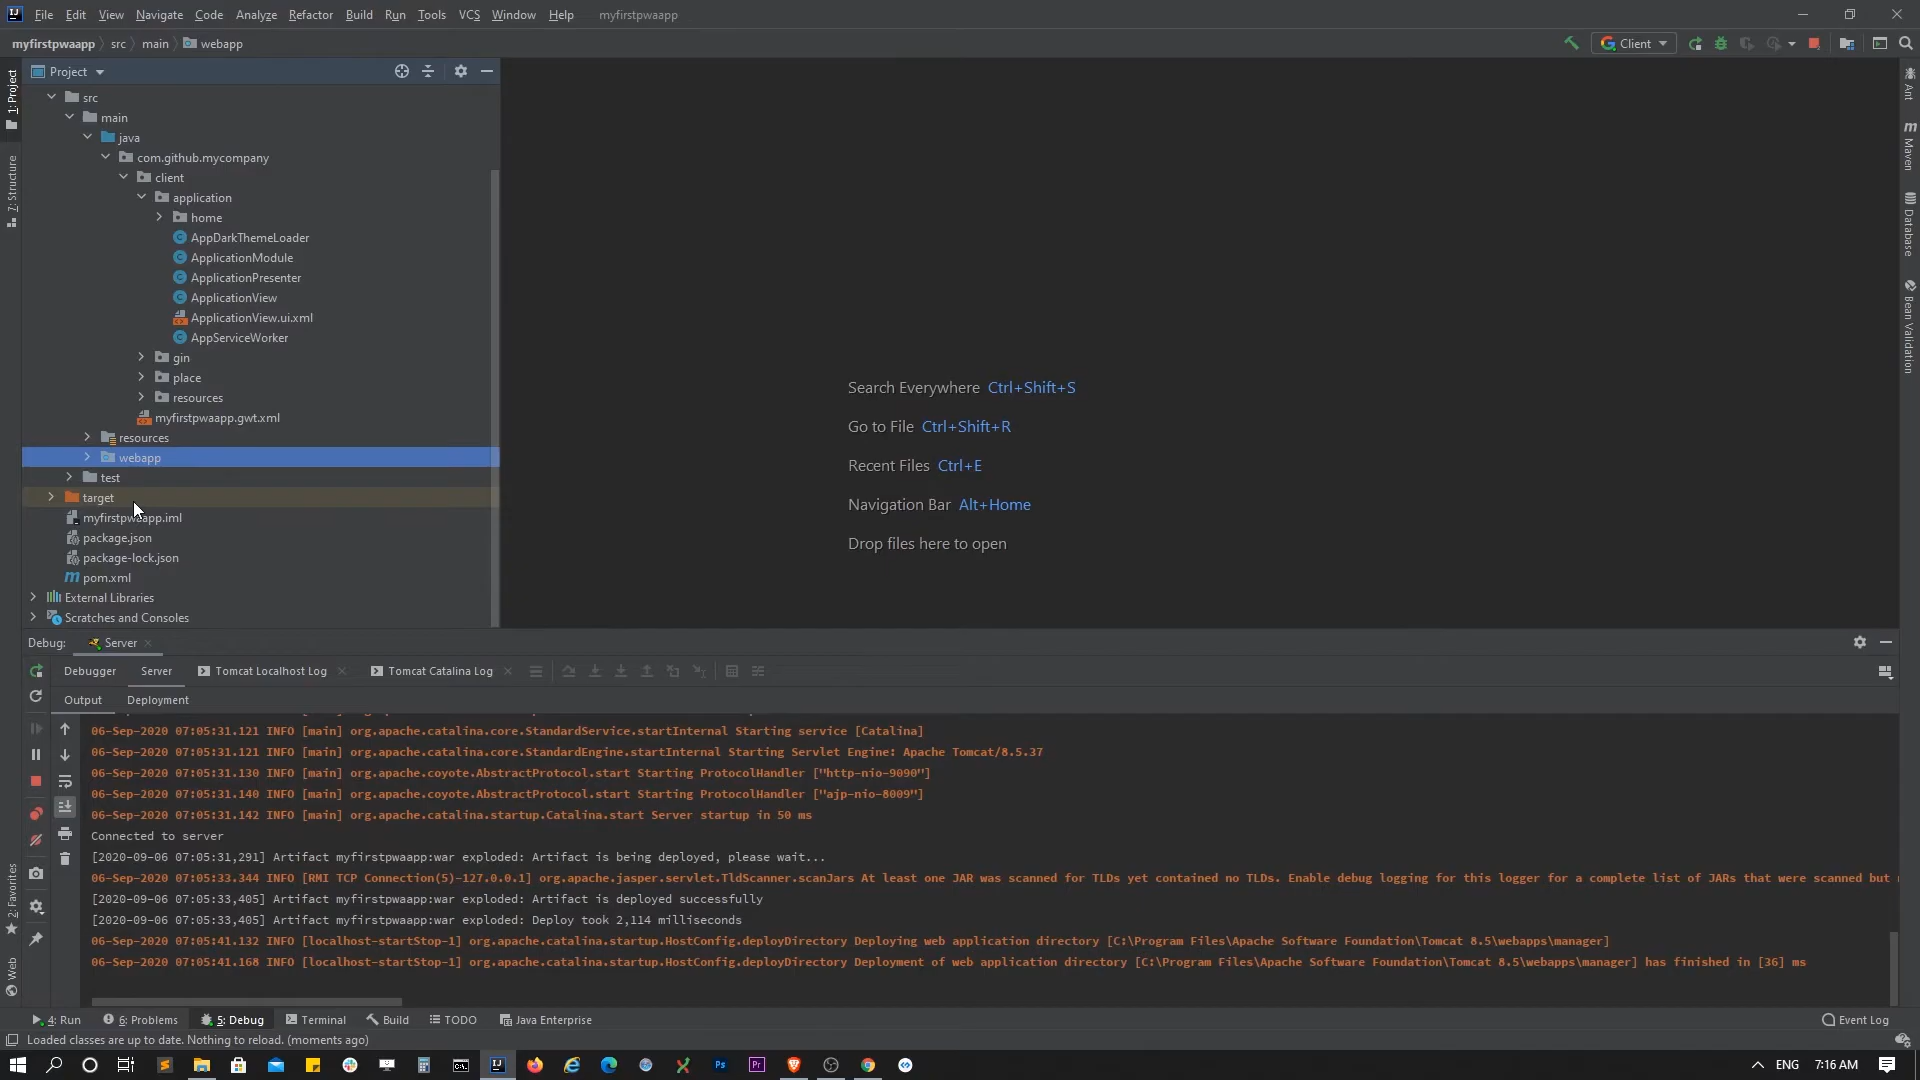 File Edit View Navigate Code Analyze Refactor Build Run Tools VCS Window Help myfirstpwaapp
myfirstpwaapp src main webapp
Client
Project
src
main
java
com.github.mycompany
client
application
home
AppDarkThemeLoader
ApplicationModule
ApplicationPresenter
ApplicationView
ApplicationView.ui.xml
AppServiceWorker
gin
place
resources
myfirstpwaapp.gwt.xml
resources
webapp
test
target
myfirstpwaapp.iml
package.json
package-lock.json
pom.xml
External Libraries
Scratches and Consoles
1: Project
7: Structure
2: Favorites
Web
Search Everywhere Ctrl+Shift+S
Go to File Ctrl+Shift+R
Recent Files Ctrl+E
Navigation Bar Alt+Home
Drop files here to open
Ant
Maven
Database
Bean Validation
Debug: Server
Debugger Server Tomcat Localhost Log Tomcat Catalina Log
Output Deployment
06-Sep-2020 07:05:31.121 INFO [main] org.apache.catalina.core.StandardService.startInternal Starting service [Catalina]
06-Sep-2020 07:05:31.121 INFO [main] org.apache.catalina.core.StandardEngine.startInternal Starting Servlet Engine: Apache Tomcat/8.5.37
06-Sep-2020 07:05:31.130 INFO [main] org.apache.coyote.AbstractProtocol.start Starting ProtocolHandler ["http-nio-9090"]
06-Sep-2020 07:05:31.140 INFO [main] org.apache.coyote.AbstractProtocol.start Starting ProtocolHandler ["ajp-nio-8009"]
06-Sep-2020 07:05:31.142 INFO [main] org.apache.catalina.startup.Catalina.start Server startup in 50 ms
Connected to server
[2020-09-06 07:05:31,291] Artifact myfirstpwaapp:war exploded: Artifact is being deployed, please wait...
06-Sep-2020 07:05:33.344 INFO [RMI TCP Connection(5)-127.0.0.1] org.apache.jasper.servlet.TldScanner.scanJars At least one JAR was scanned for TLDs yet contained no TLDs. Enable debug logging for this logger for a complete list of JARs that were scanned but
[2020-09-06 07:05:33,405] Artifact myfirstpwaapp:war exploded: Artifact is deployed successfully
[2020-09-06 07:05:33,405] Artifact myfirstpwaapp:war exploded: Deploy took 2,114 milliseconds
06-Sep-2020 07:05:41.132 INFO [localhost-startStop-1] org.apache.catalina.startup.HostConfig.deployDirectory Deploying web application directory [C:\Program Files\Apache Software Foundation\Tomcat 8.5\webapps\manager]
06-Sep-2020 07:05:41.168 INFO [localhost-startStop-1] org.apache.catalina.startup.HostConfig.deployDirectory Deployment of web application directory [C:\Program Files\Apache Software Foundation\Tomcat 8.5\webapps\manager] has finished in [36] ms
4: Run 6: Problems 5: Debug Terminal Build TODO Java Enterprise Event Log
Loaded classes are up to date. Nothing to reload. (moments ago)
ENG 7:16 AM